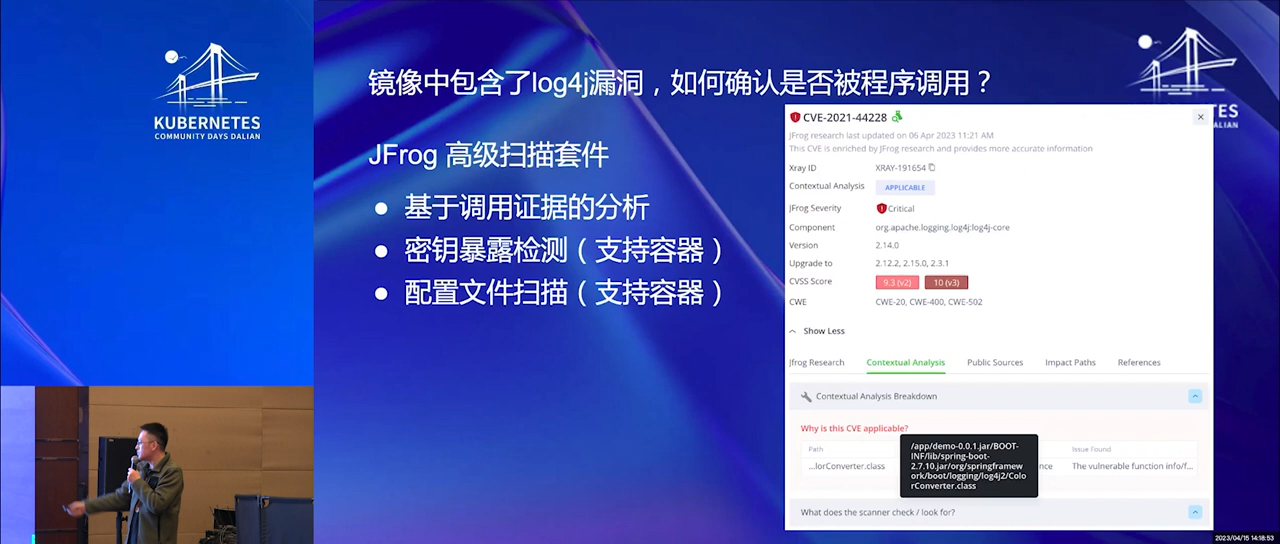 KUBERNETES
COMMUNITY DAYS DALIAN
镜像中包含了log4j漏洞，如何确认是否被程序调用？
JFrog 高级扫描套件
• 基于调用证据的分析
• 密钥暴露检测（支持容器）
• 配置文件扫描（支持容器）
ETES
ALIAN
CVE-2021-44228
JFrog research last updated on 06 Apr 2023 11:21 AM
This CVE is enriched by JFrog research and provides more accurate information
Xray ID XRAY-191654
Contextual Analysis APPLICABLE
JFrog Severity Critical
Component org.apache.logging.log4j:log4j-core
Version 2.14.0
Upgrade to 2.12.2, 2.15.0, 2.3.1
CVSS Score 9.3 (v2) 10 (v3)
CWE CWE-20, CWE-400, CWE-502
Show Less
Jfrog Research Contextual Analysis Public Sources Impact Paths References
Contextual Analysis Breakdown
Why is this CVE applicable?
Path Issue Found
...lorConverter.class nce The vulnerable function info/f...
/app/demo-0.0.1.jar/BOOT-
INF/lib/spring-boot-
2.7.10.jar/org/springframew
ork/boot/logging/log4j2/Colo
rConverter.class
What does the scanner check / look for?
2023/04/15 14:18:53